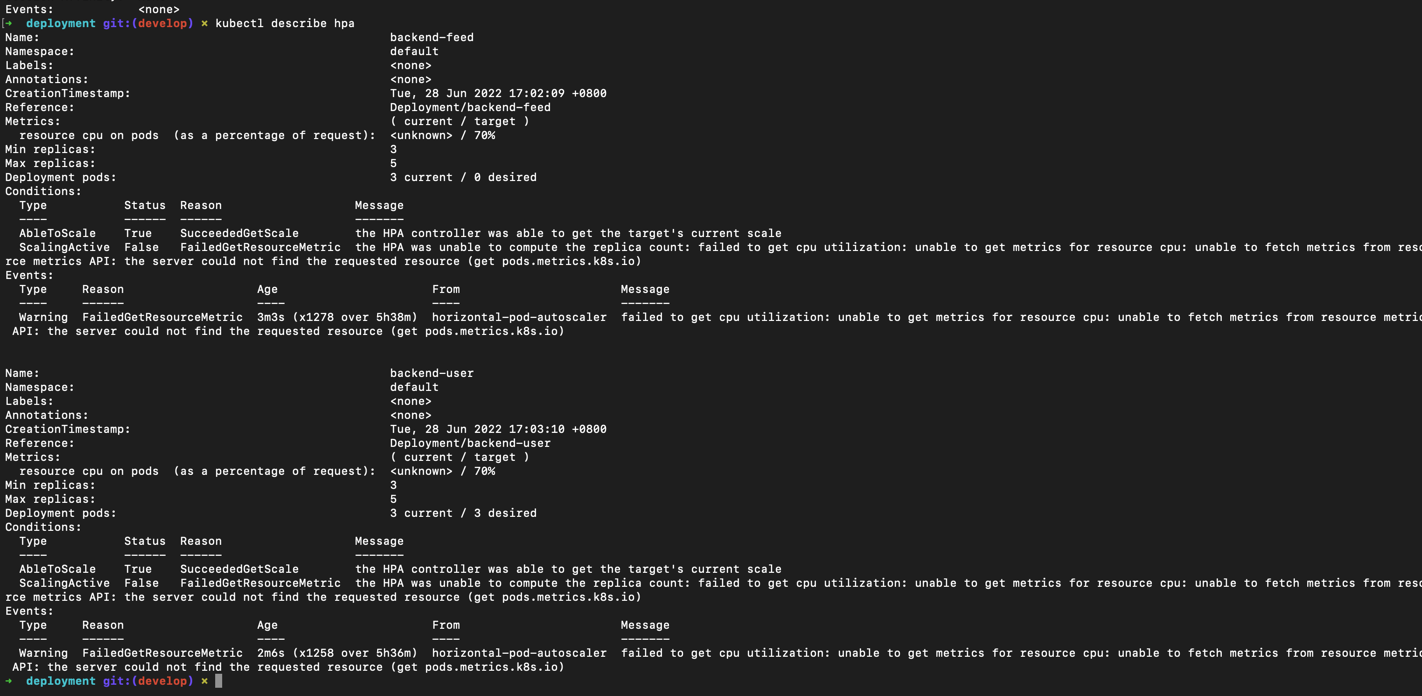 Events:            <none>
[➜  deployment git:(develop) × kubectl describe hpa
Name:                                                  backend-feed
Namespace:                                             default
Labels:                                                <none>
Annotations:                                           <none>
CreationTimestamp:                                     Tue, 28 Jun 2022 17:02:09 +0800
Reference:                                             Deployment/backend-feed
Metrics:                                               ( current / target )
  resource cpu on pods  (as a percentage of request):  <unknown> / 70%
Min replicas:                                          3
Max replicas:                                          5
Deployment pods:                                       3 current / 0 desired
Conditions:
  Type           Status  Reason                   Message
  ----           ------  ------                   -------
  AbleToScale    True    SucceededGetScale        the HPA controller was able to get the target's current scale
  ScalingActive  False   FailedGetResourceMetric  the HPA was unable to compute the replica count: failed to get cpu utilization: unable to get metrics for resource cpu: unable to fetch metrics from reso
rce metrics API: the server could not find the requested resource (get pods.metrics.k8s.io)
Events:
  Type     Reason                   Age                     From                       Message
  ----     ------                   ----                    ----                       -------
  Warning  FailedGetResourceMetric  3m3s (x1278 over 5h38m)  horizontal-pod-autoscaler  failed to get cpu utilization: unable to get metrics for resource cpu: unable to fetch metrics from resource metric
 API: the server could not find the requested resource (get pods.metrics.k8s.io)
Name:                                                  backend-user
Namespace:                                             default
Labels:                                                <none>
Annotations:                                           <none>
CreationTimestamp:                                     Tue, 28 Jun 2022 17:03:10 +0800
Reference:                                             Deployment/backend-user
Metrics:                                               ( current / target )
  resource cpu on pods  (as a percentage of request):  <unknown> / 70%
Min replicas:                                          3
Max replicas:                                          5
Deployment pods:                                       3 current / 3 desired
Conditions:
  Type           Status  Reason                   Message
  ----           ------  ------                   -------
  AbleToScale    True    SucceededGetScale        the HPA controller was able to get the target's current scale
  ScalingActive  False   FailedGetResourceMetric  the HPA was unable to compute the replica count: failed to get cpu utilization: unable to get metrics for resource cpu: unable to fetch metrics from reso
rce metrics API: the server could not find the requested resource (get pods.metrics.k8s.io)
Events:
  Type     Reason                   Age                     From                       Message
  ----     ------                   ----                    ----                       -------
  Warning  FailedGetResourceMetric  2m6s (x1258 over 5h36m)  horizontal-pod-autoscaler  failed to get cpu utilization: unable to get metrics for resource cpu: unable to fetch metrics from resource metric
 API: the server could not find the requested resource (get pods.metrics.k8s.io)
➜  deployment git:(develop) ×